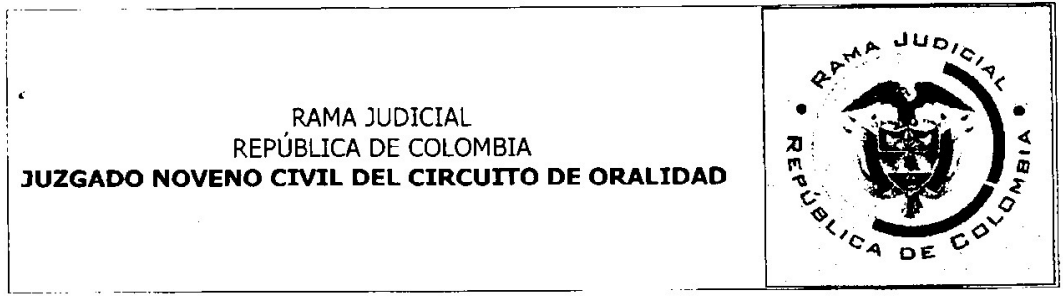 RAMA JUDICIAL
REPÚBLICA DE COLOMBIA
JUZGADO NOVENO CIVIL DEL CIRCUITO DE ORALIDAD
RAMA JUDICIAL
REPÚBLICA DE COLOMBIA